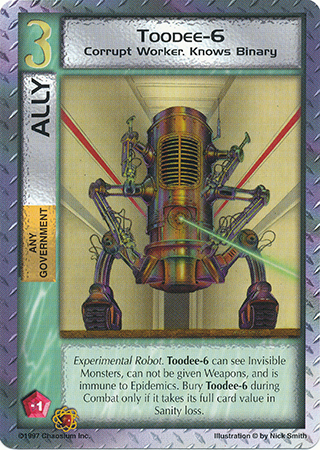 3
Toodee-6
Corrupt Worker. Knows Binary
ALLY
ANY
GOVERNMENT
Experimental Robot. Toodee-6 can see Invisible
Monsters, can not be given Weapons, and is
immune to Epidemics. Bury Toodee-6 during
Combat only if it takes its full card value in
Sanity loss.
-1
©1997 Chaosium Inc.
Illustration © by Nick Smith